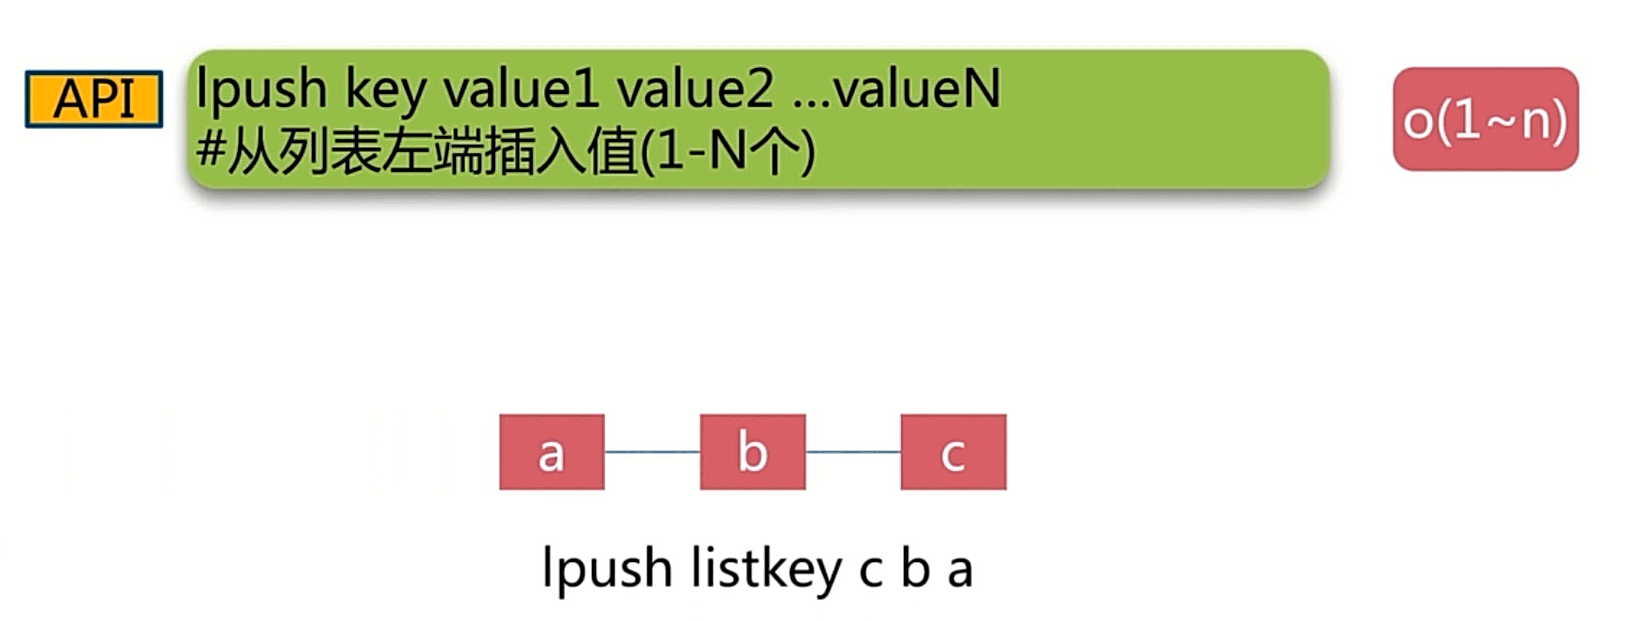 API
lpush key value1 value2 ...valueN
#从列表左端插入值(1-N个)
o(1~n)
a
b
c
lpush listkey c b a